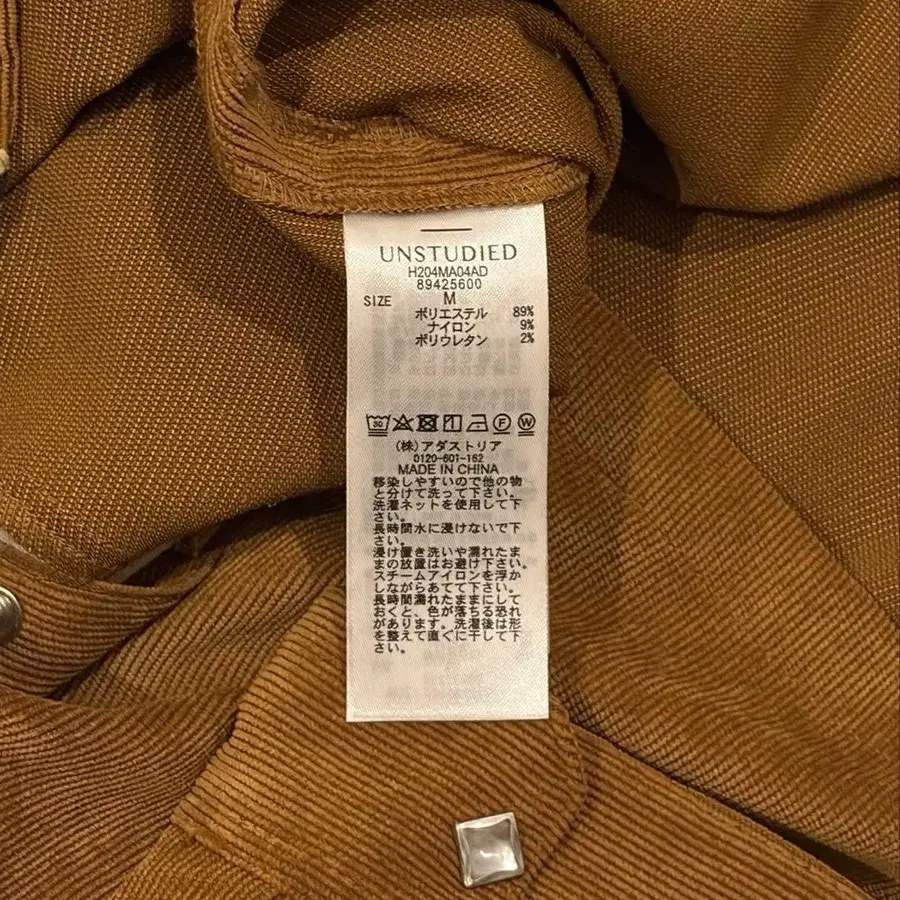 UNSTUDIED
H204MA04AD
89425600
SIZE M
ポリエステル 89%
ナイロン 9%
ポリウレタン 2%
30 F W
(株)アダストリア
0120-601-162
MADE IN CHINA
移染しやすいので他の物
と分けて洗って下さい。
洗濯ネットを使用して下
さい。
長時間水に浸けないで下
さい。
浸け置き洗いや濡れたま
まの放置はお避け下さい。
スチームアイロンを浮か
しながらあてて下さい。
長時間濡れたままにして
おくと、色が落ちる恐れ
があります。洗濯後は形
を整えて直ぐに干して下
さい。